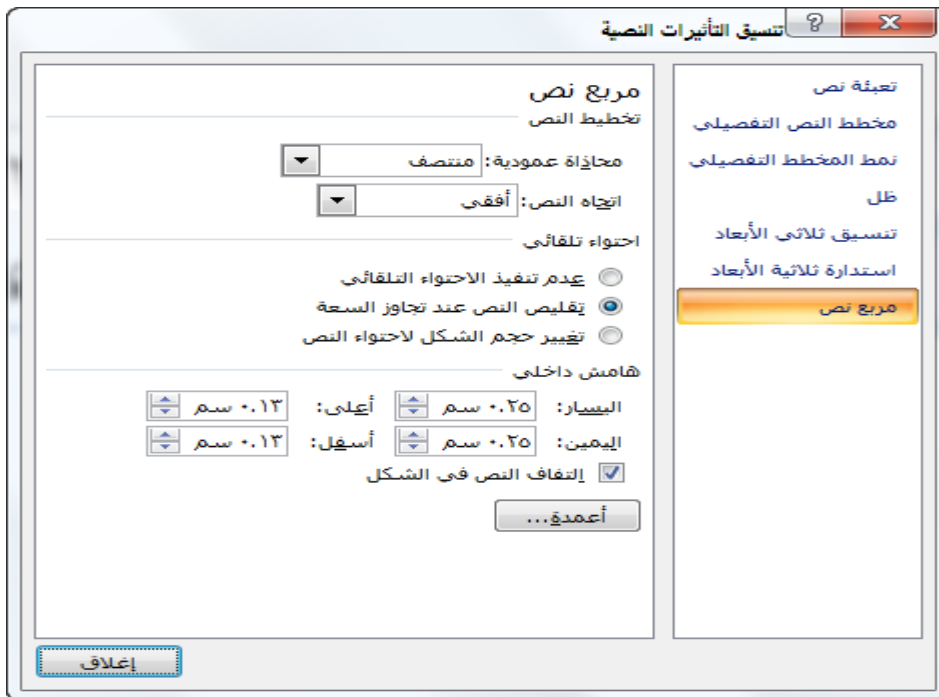 تنسيق التأثيرات النصية
تعبئة نص
مخطط النص التفصيلي
نمط المخطط التفصيلي
ظل
تنسيق ثلاثي الأبعاد
استدارة ثلاثية الأبعاد
مربع نص
مربع نص
تخطيط النص
محاذاة عمودية: منتصف
اتجاه النص: أفقي
احتواء تلقائي
عدم تنفيذ الاحتواء التلقائي
تقليص النص عند تجاوز السعة
تغيير حجم الشكل لاحتواء النص
هامش داخلي
اليسار: ٠.٢٥ سم أعلى: ٠.١٣ سم
اليمين: ٠.٢٥ سم أسفل: ٠.١٣ سم
التفاف النص في الشكل
أعمدة...
إغلاق